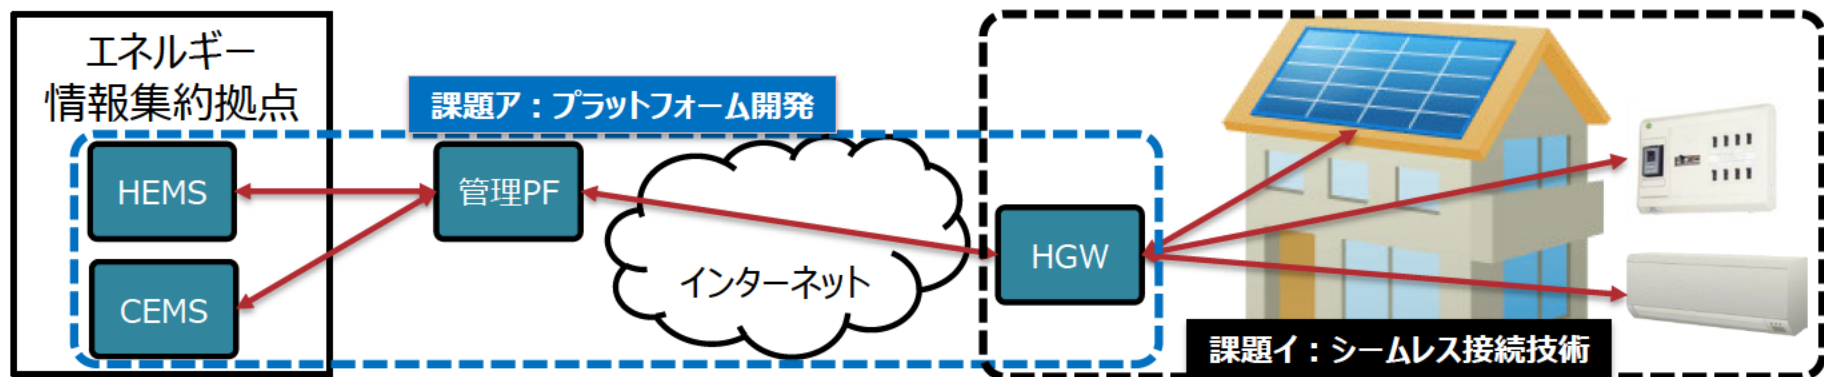 エネルギー
情報集約拠点
課題ア：プラットフォーム開発
HEMS
管理PF
CEMS
インターネット
HGW
課題イ：シームレス接続技術